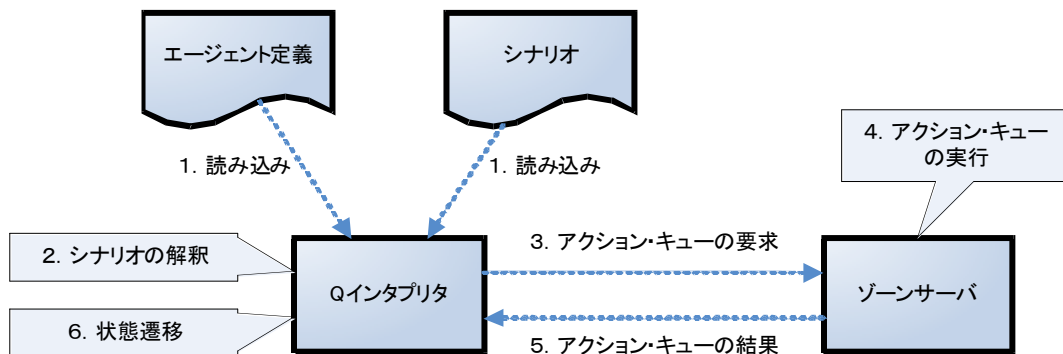 エージェント定義
シナリオ
1．読み込み
1．読み込み
4．アクション・キュー
の実行
2．シナリオの解釈
3．アクション・キューの要求
Qインタプリタ
ゾーンサーバ
6．状態遷移
5．アクション・キューの結果